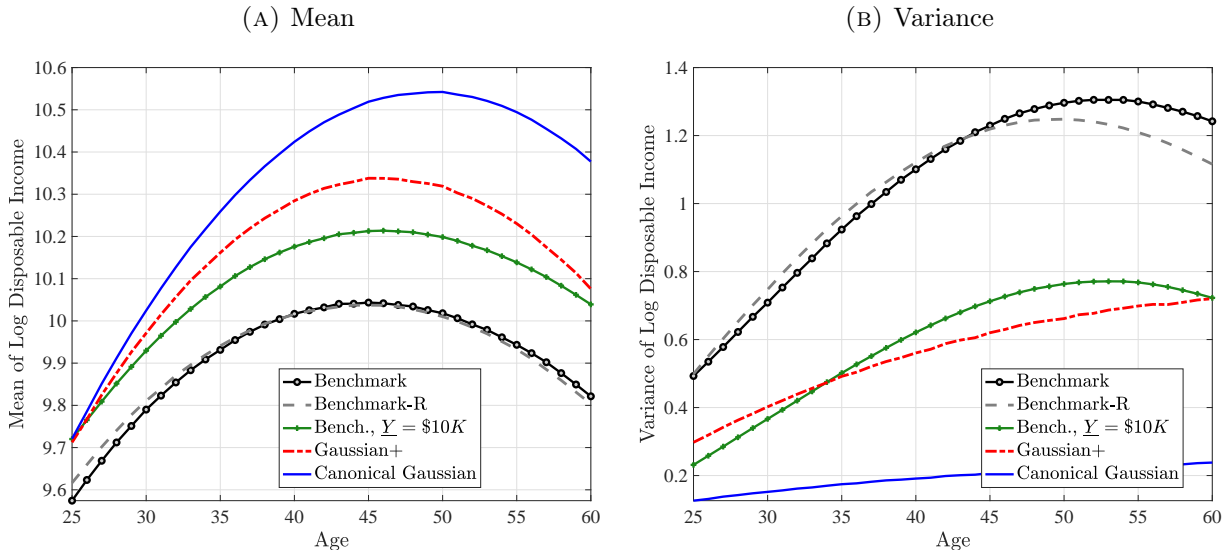 (A) Mean
10.6
10.5
10.4
10.3
10.2
10.1
10
9.9
9.8
9.7
9.6
Mean of Log Disposable Income
25 30 35 40 45 50 55 60
Age
Benchmark
Benchmark-R
Bench., Y = $10K
Gaussian+
Canonical Gaussian
(B) Variance
1.4
1.2
1
0.8
0.6
0.4
0.2
Variance of Log Disposable Income
25 30 35 40 45 50 55 60
Age
Benchmark
Benchmark-R
Bench., Y = $10K
Gaussian+
Canonical Gaussian